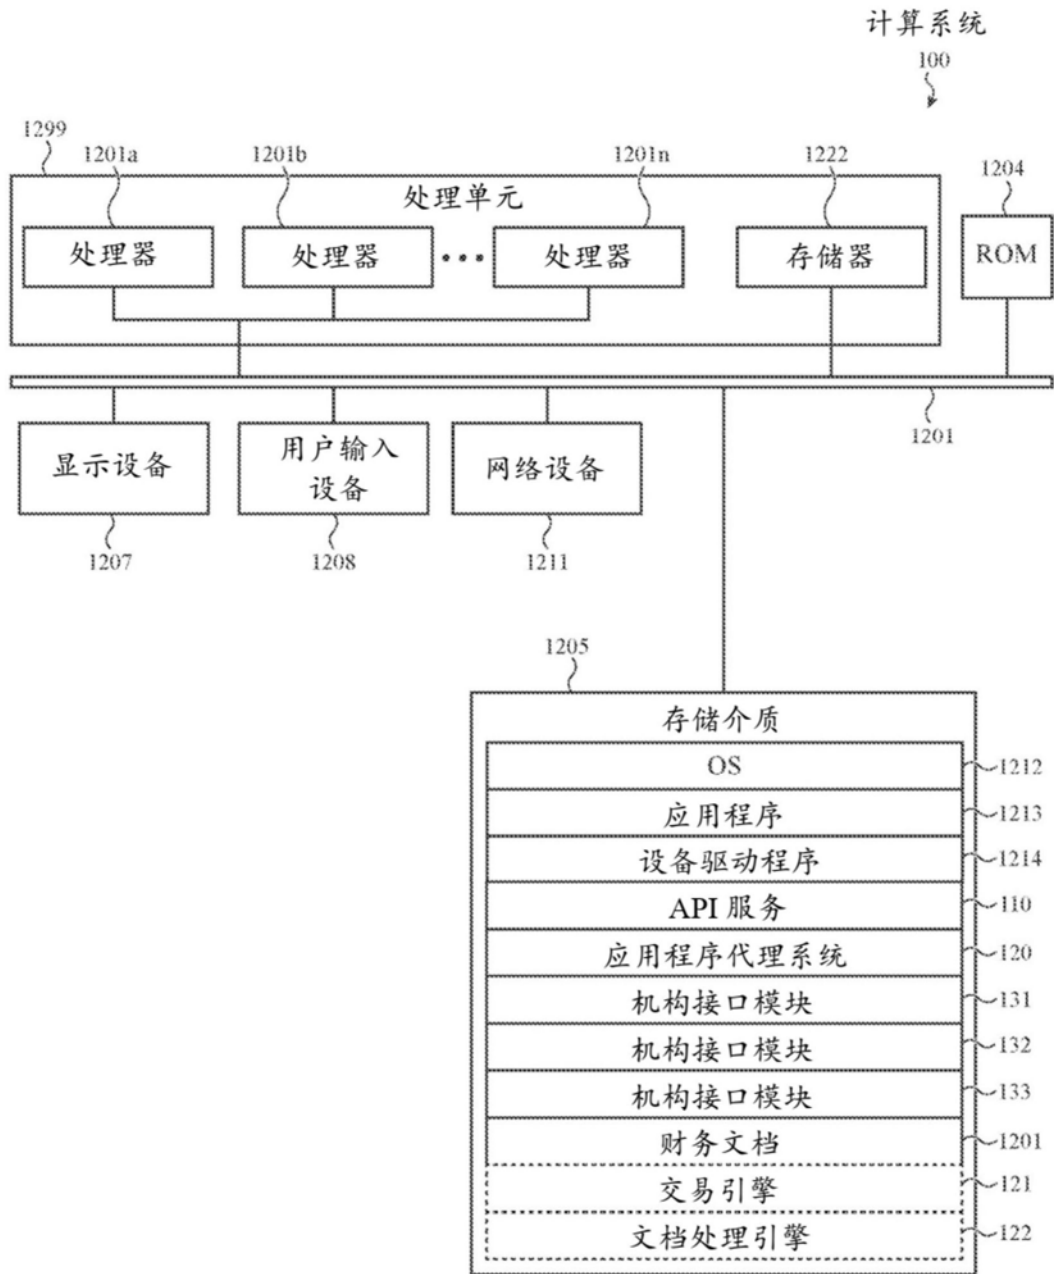 计算系统
100
1299
1201a
1201b
1201n
1222
1204
处理单元
处理器
处理器
处理器
存储器
ROM
1201
显示设备
用户输入
设备
网络设备
1207
1208
1211
1205
存储介质
OS
1212
应用程序
1213
设备驱动程序
1214
API 服务
110
应用程序代理系统
120
机构接口模块
131
机构接口模块
132
机构接口模块
133
财务文档
1201
交易引擎
121
文档处理引擎
122